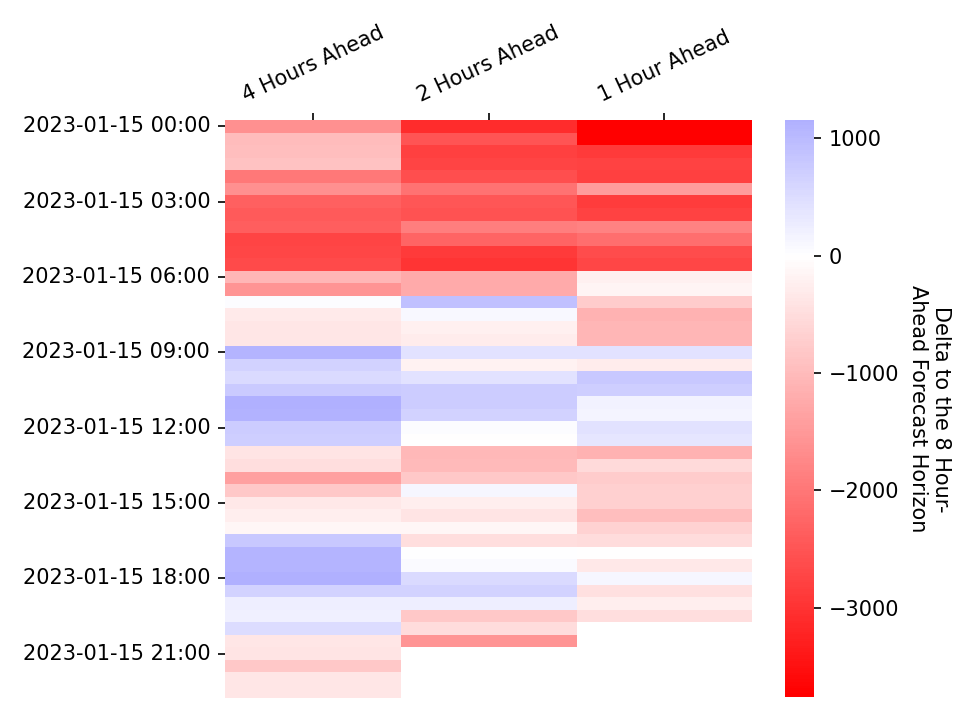 4 Hours Ahead
2 Hours Ahead
1 Hour Ahead
2023-01-15 00:00
2023-01-15 03:00
2023-01-15 06:00
2023-01-15 09:00
2023-01-15 12:00
2023-01-15 15:00
2023-01-15 18:00
2023-01-15 21:00
1000
0
−1000
−2000
−3000
Delta to the 8 Hour-
Ahead Forecast Horizon